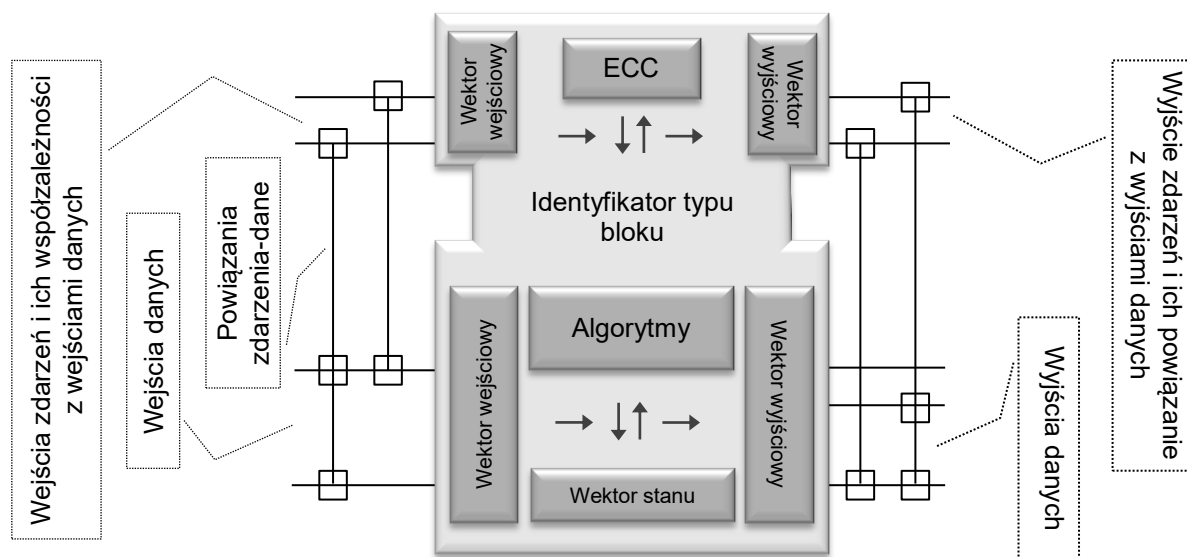 Wejścia zdarzeń i ich współzależności
z wejściami danych
Wejścia danych
Powiązania
zdarzenia-dane
Wektor
wejściowy
ECC
Wektor
wyjściowy
Identyfikator typu
bloku
Wektor wejściowy
Algorytmy
Wektor stanu
Wektor wyjściowy
Wyjścia danych
Wyjście zdarzeń i ich powiązanie
z wyjściami danych